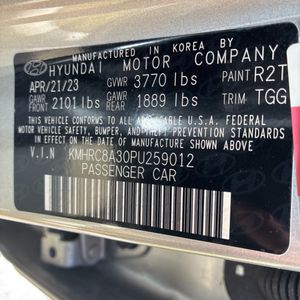 MANUFACTURED IN KOREA BY
HYUNDAI MOTOR COMPANY
APR/21/23 GVWR 3770 lbs PAINT R2T
GAWR FRONT 2101 lbs GAWR REAR 1889 lbs TRIM TGG
THIS VEHICLE CONFORMS TO ALL APPLICABLE FEDERAL MOTOR VEHICLE
SAFETY, BUMPER, AND THEFT PREVENTION STANDARDS
IN EFFECT ON THE DATE OF MANUFACTURE SHOWN ABOVE.
V.I.N KMHRC8A30PU259012
PASSENGER CAR